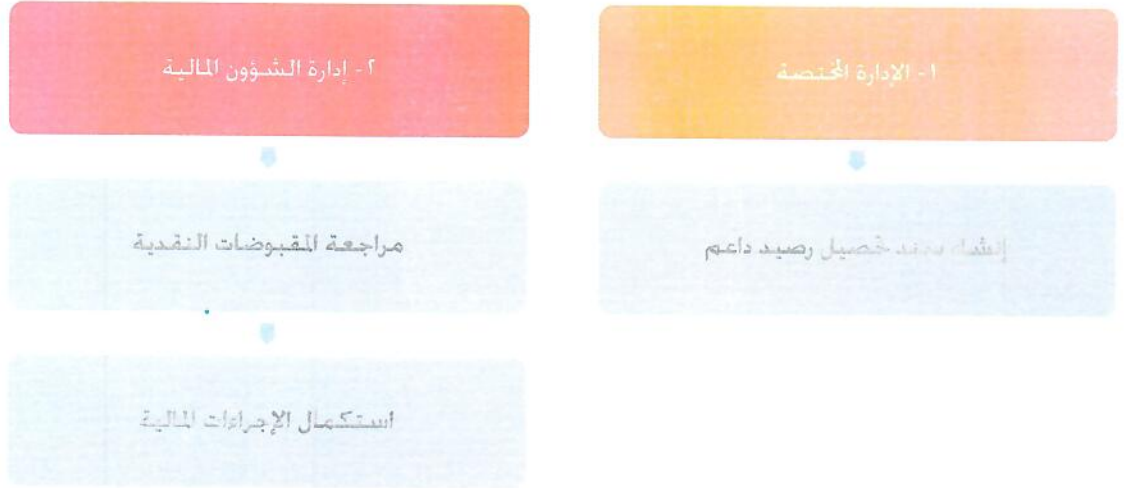 ١- الإدارة المختصة
إنشاء سند تحصيل رصيد داعم
٢- إدارة الشؤون المالية
مراجعة المقبوضات النقدية
استكمال الإجراءات المالية